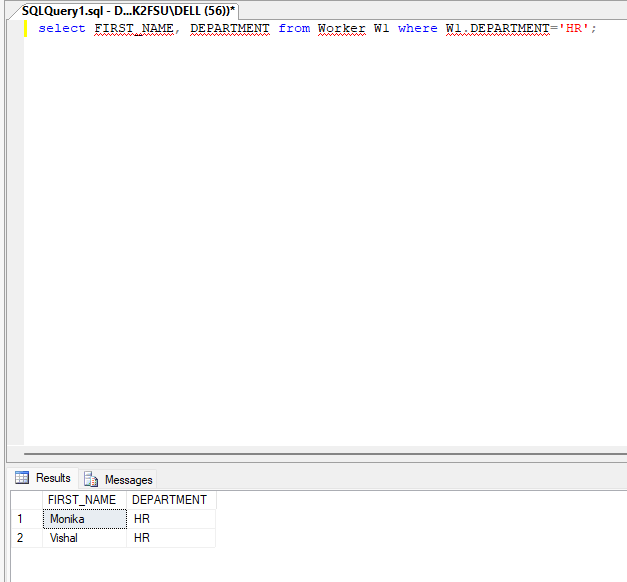 SQLQuery1.sql - D...K2FSU\DELL (56))*
select FIRST_NAME, DEPARTMENT from Worker W1 where W1.DEPARTMENT='HR';
Results Messages
FIRST_NAME DEPARTMENT
1 Monika HR
2 Vishal HR